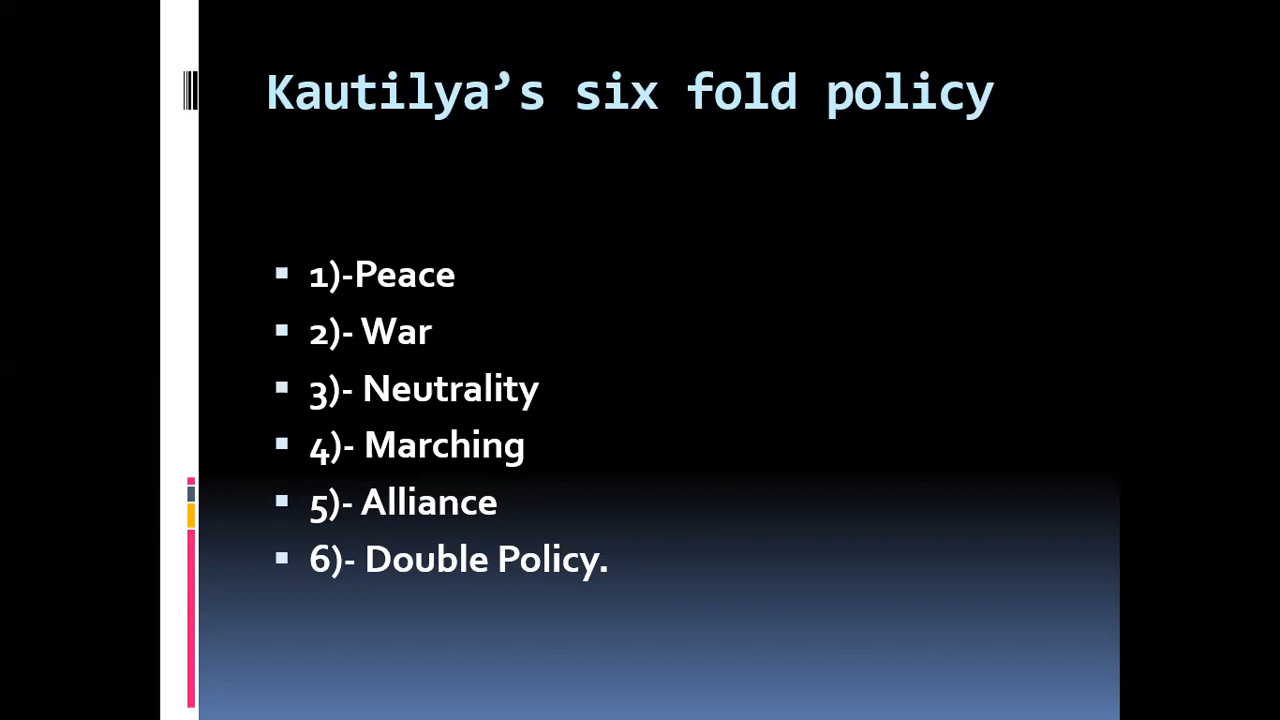 Kautilya’s six fold policy
1)-Peace
2)- War
3)- Neutrality
4)- Marching
5)- Alliance
6)- Double Policy.